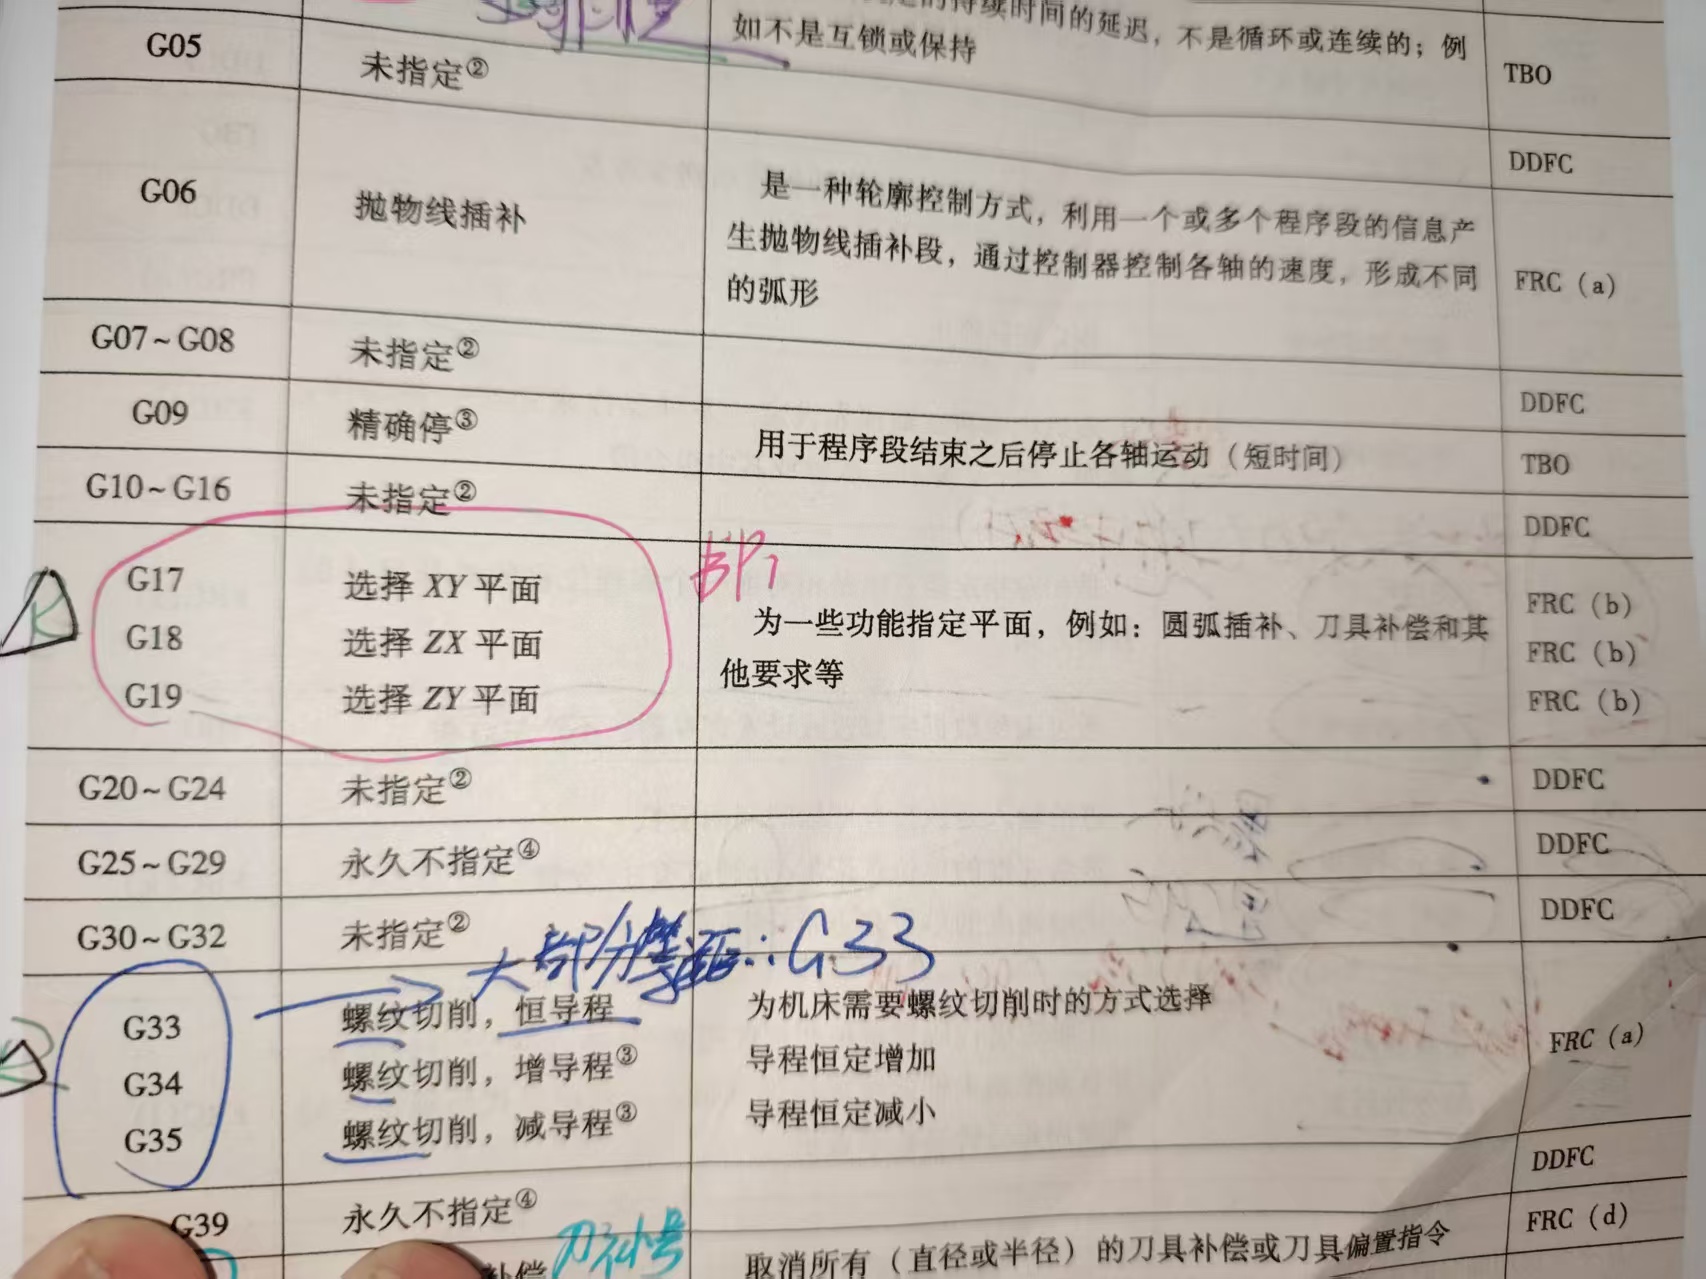 的持续时间的延迟，不是循环或连续的；例
如不是互锁或保持
G05 未指定② TBO
DDFC
G06 抛物线插补 是一种轮廓控制方式，利用一个或多个程序段的信息产
生抛物线插补段，通过控制器控制各轴的速度，形成不同
的弧形 FRC（a）
G07~G08 未指定② DDFC
G09 精确停③ 用于程序段结束之后停止各轴运动（短时间） TBO
G10~G16 未指定② DDFC
G17 选择 XY 平面 FRC（b）
G18 选择 ZX 平面 为一些功能指定平面，例如：圆弧插补、刀具补偿和其 FRC（b）
G19 选择 ZY 平面 他要求等 FRC（b）
G20~G24 未指定② DDFC
G25~G29 永久不指定④ DDFC
G30~G32 未指定② DDFC
大部分 G33
G33 螺纹切削，恒导程 为机床需要螺纹切削时的方式选择 FRC（a）
G34 螺纹切削，增导程③ 导程恒定增加
G35 螺纹切削，减导程③ 导程恒定减小
G39 永久不指定④ DDFC
刀补号
补偿 取消所有（直径或半径）的刀具补偿或刀具偏置指令 FRC（d）